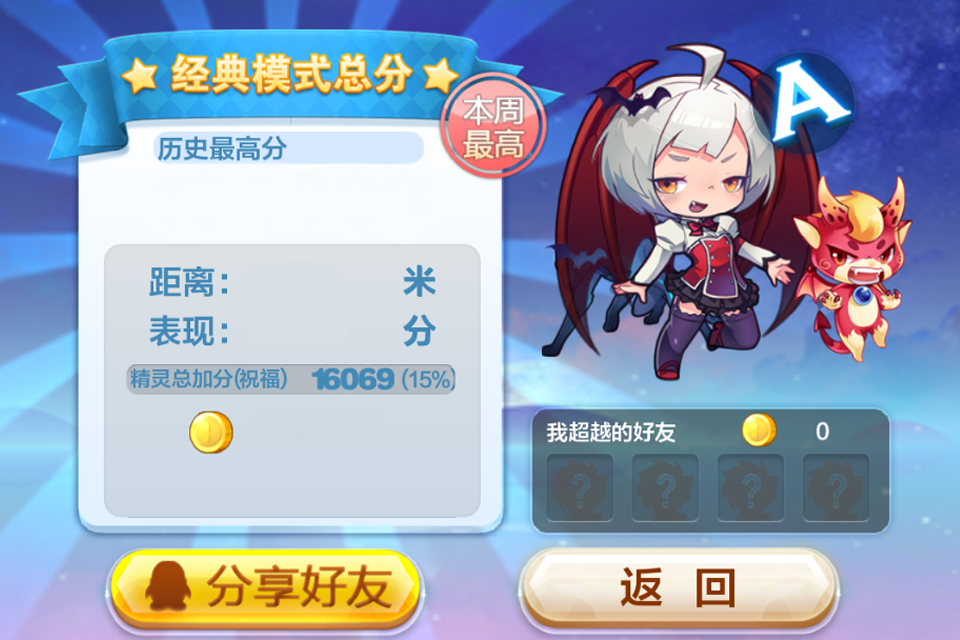 经典模式总分
本周
最高
历史最高分
A
距离： 米
表现： 分
精灵总加分(祝福) 16069 (15%)
我超越的好友 0
? ? ? ?
分享好友
返 回